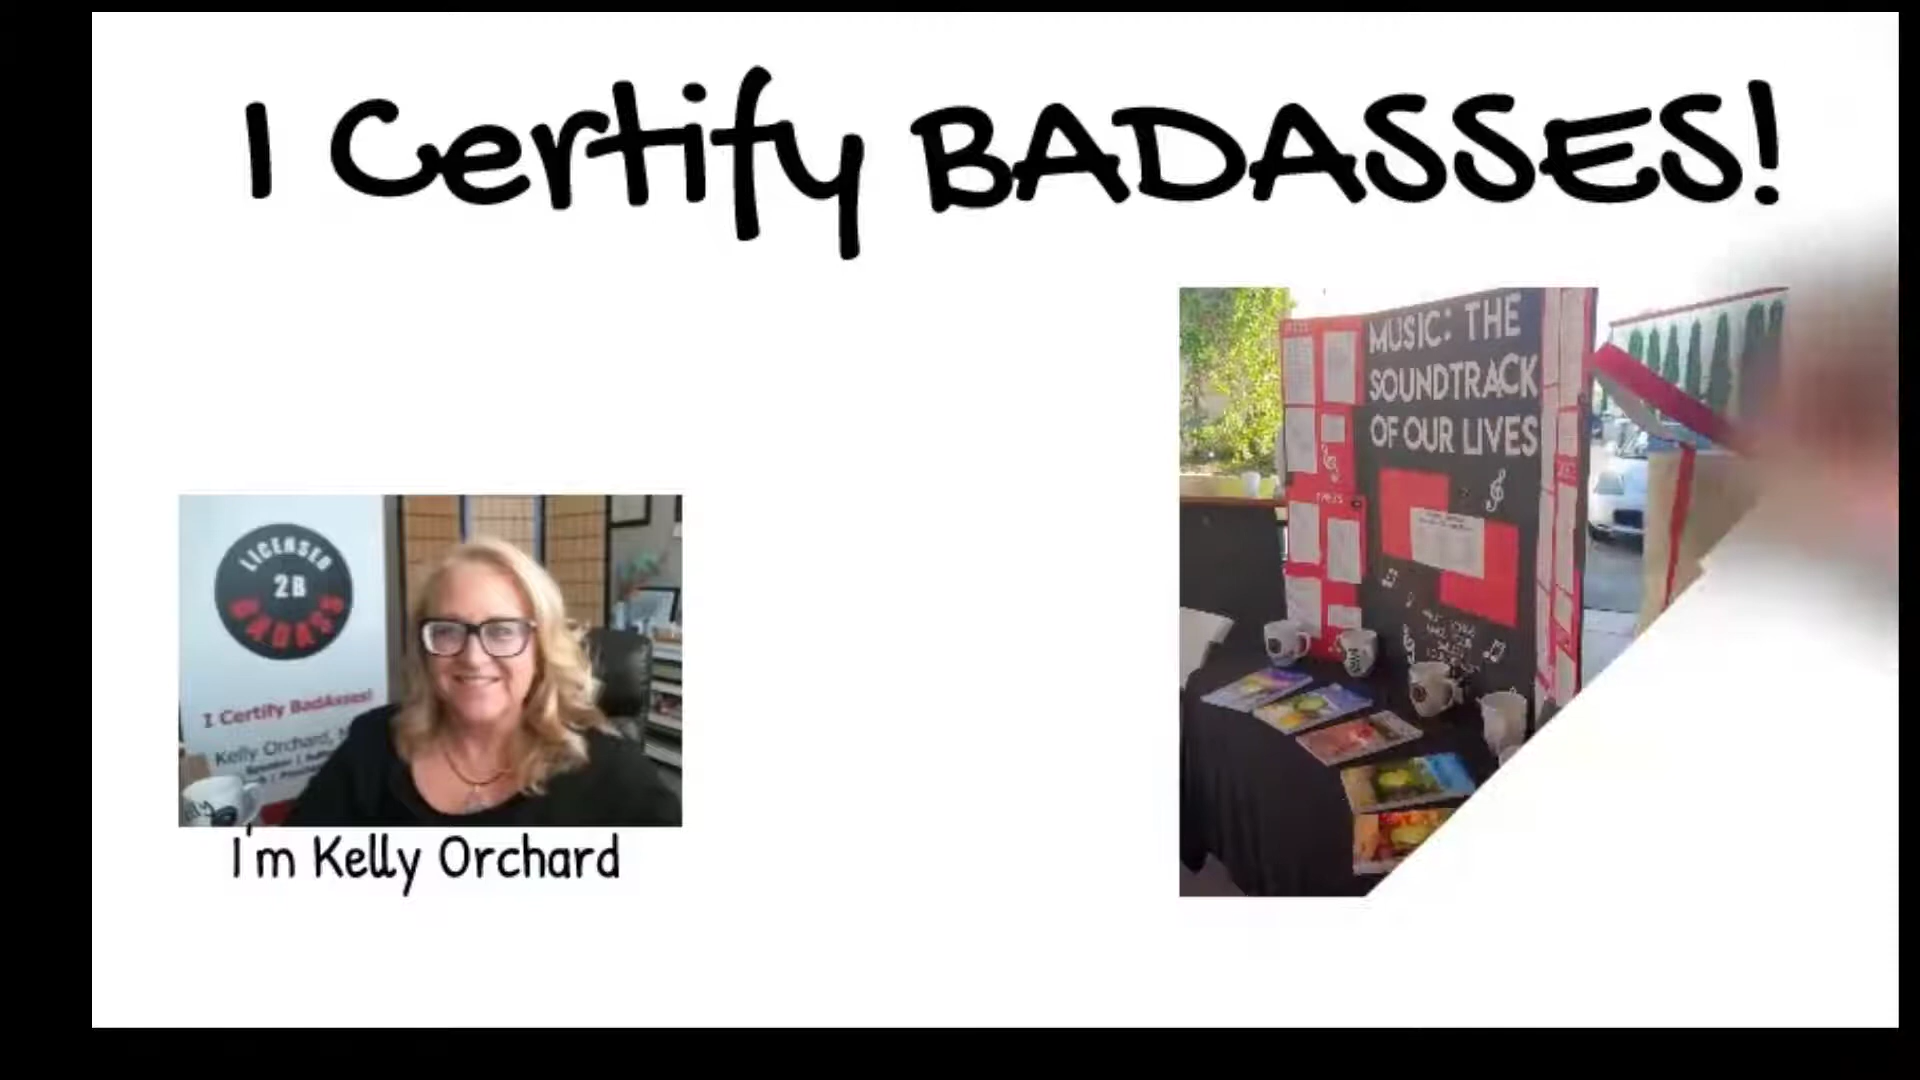 I Certify BADASSES!
LICENSED
2B
BADASS
I Certify BadAsses!
Kelly Orchard,
I'm Kelly Orchard
MUSIC: THE
SOUNDTRACK
OF OUR LIVES